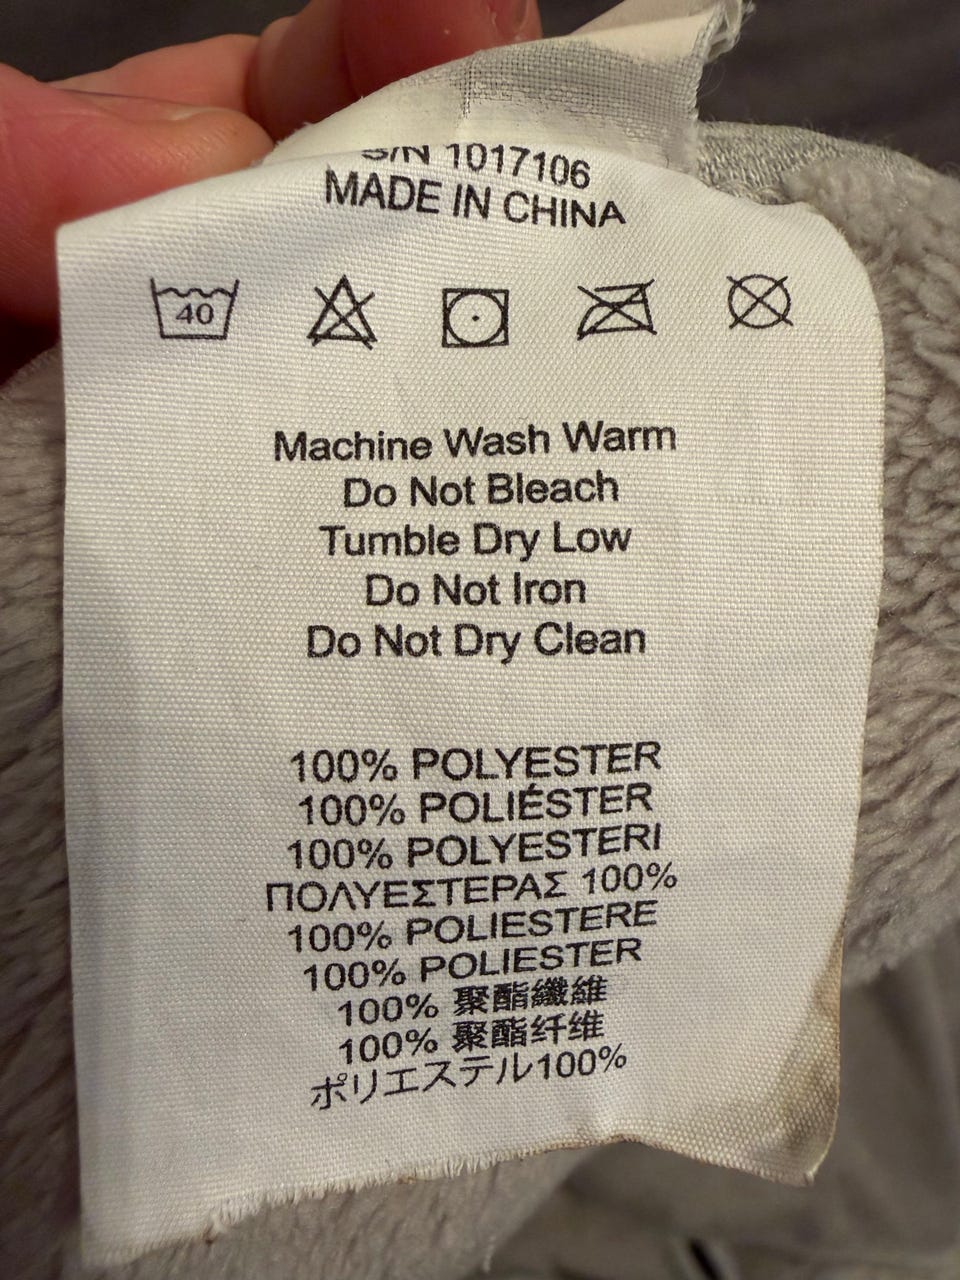 S/N 1017106
MADE IN CHINA
40
Machine Wash Warm
Do Not Bleach
Tumble Dry Low
Do Not Iron
Do Not Dry Clean
100% POLYESTER
100% POLIÉSTER
100% POLYESTERI
ΠΟΛΥΕΣΤΕΡΑΣ 100%
100% POLIESTERE
100% POLIESTER
100% 聚酯纖維
100% 聚酯纤维
ポリエステル100%